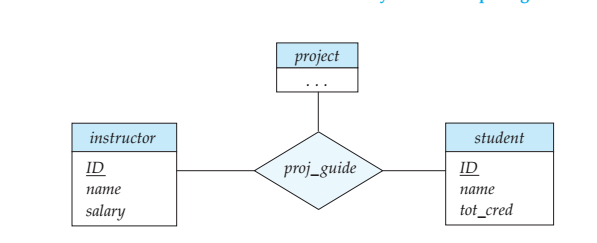 project
. . .
instructor
ID
name
salary
proj_guide
student
ID
name
tot_cred